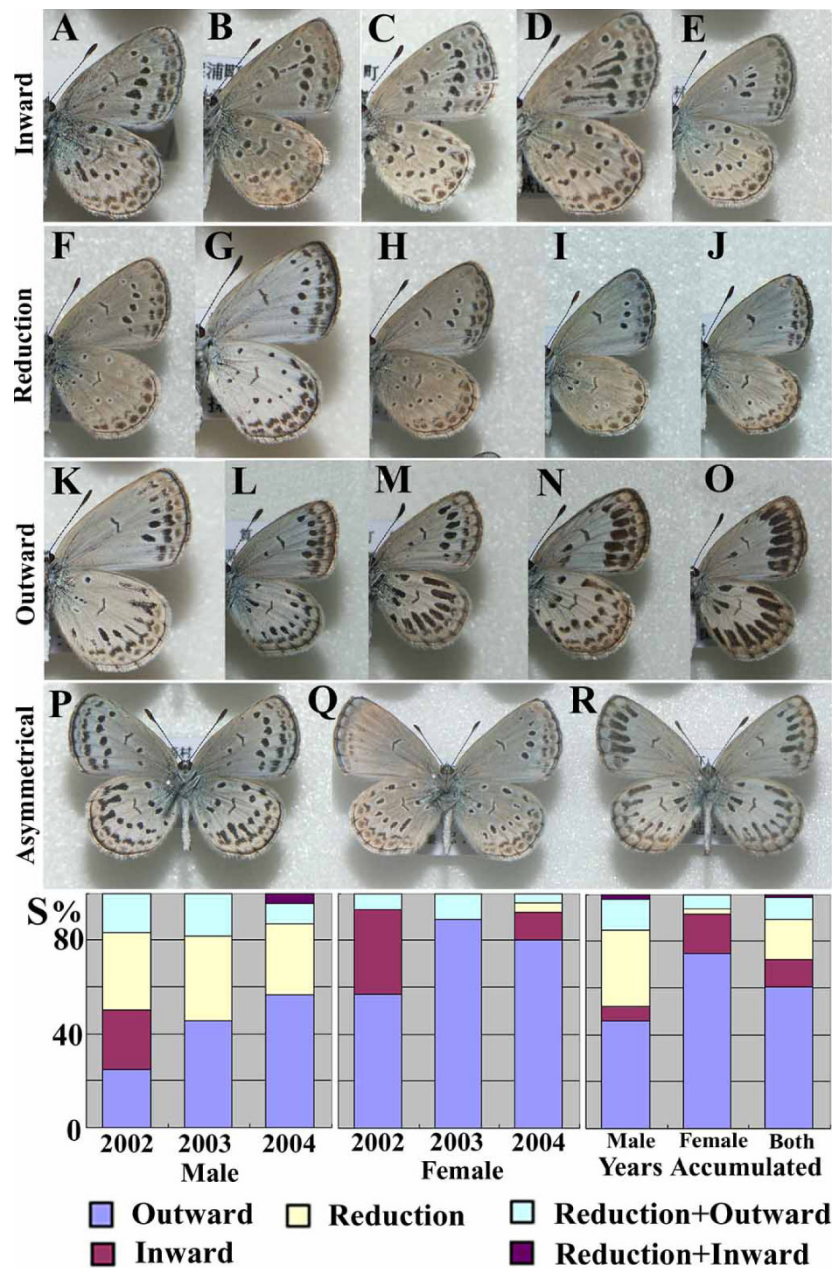 A B C D E
Inward
F G H I J
Reduction
K L M N O
Outward
P Q R
Asymmetrical
S %
80
40
0
2002 2003 2004
Male
2002 2003 2004
Female
Male Female Both
Years Accumulated
Outward Reduction Reduction+Outward
Inward Reduction+Inward